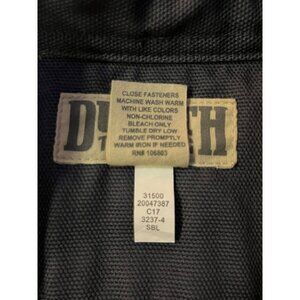 CLOSE FASTENERS
MACHINE WASH WARM
WITH LIKE COLORS
NON-CHLORINE
BLEACH ONLY
TUMBLE DRY LOW
REMOVE PROMPTLY
WARM IRON IF NEEDED
RN# 106803
31500
20047387
C17
3237-4
SBL